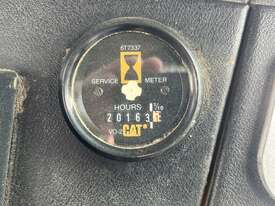 6T7337
SERVICE METER
HOURS 1/10
20163
CAT